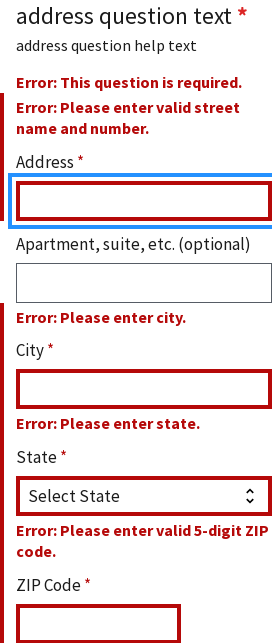 address question text *
address question help text
Error: This question is required.
Error: Please enter valid street
name and number.
Address *
Apartment, suite, etc. (optional)
Error: Please enter city.
City *
Error: Please enter state.
State *
Select State
Error: Please enter valid 5-digit ZIP
code.
ZIP Code *